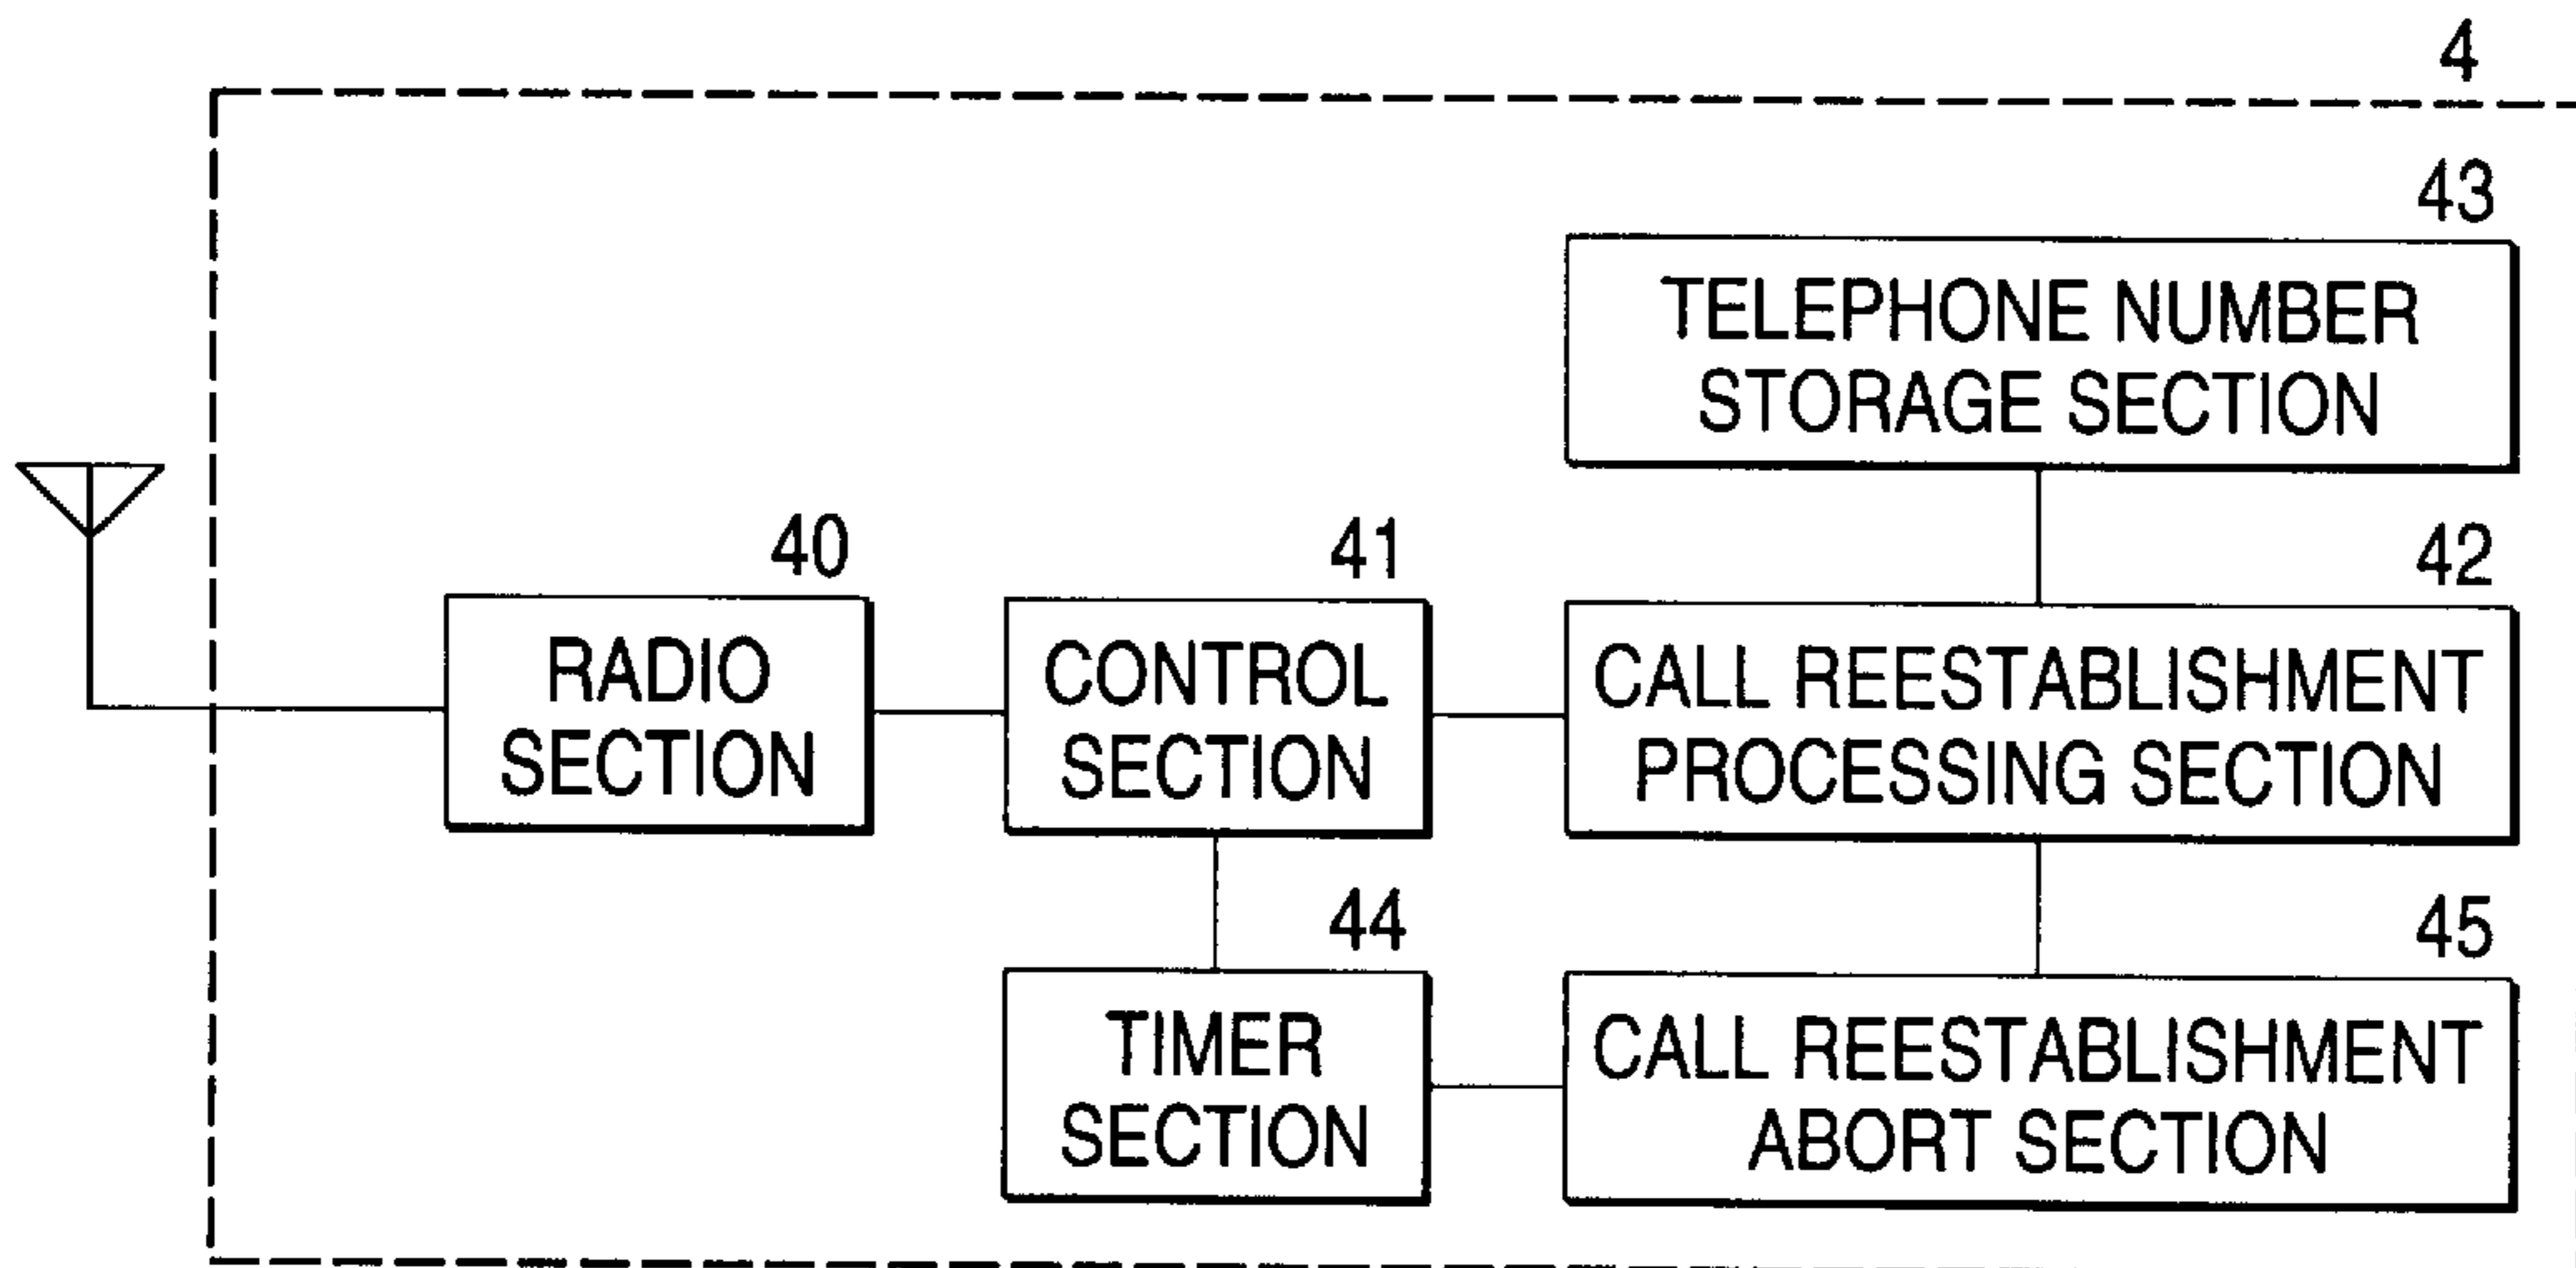 4
43
TELEPHONE NUMBER
STORAGE SECTION
40
RADIO
SECTION
41
CONTROL
SECTION
42
CALL REESTABLISHMENT
PROCESSING SECTION
44
TIMER
SECTION
45
CALL REESTABLISHMENT
ABORT SECTION